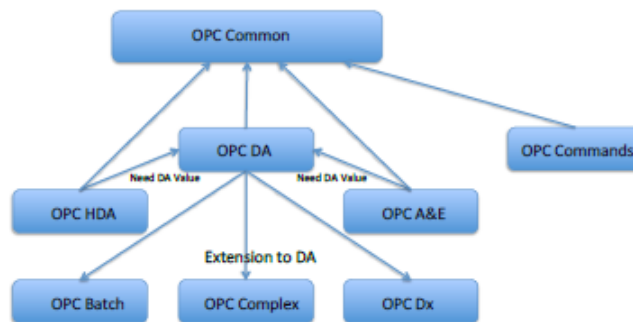 OPC Common
OPC DA
OPC Commands
Need DA Value
Need DA Value
OPC HDA
OPC A&E
Extension to DA
OPC Batch
OPC Complex
OPC Dx